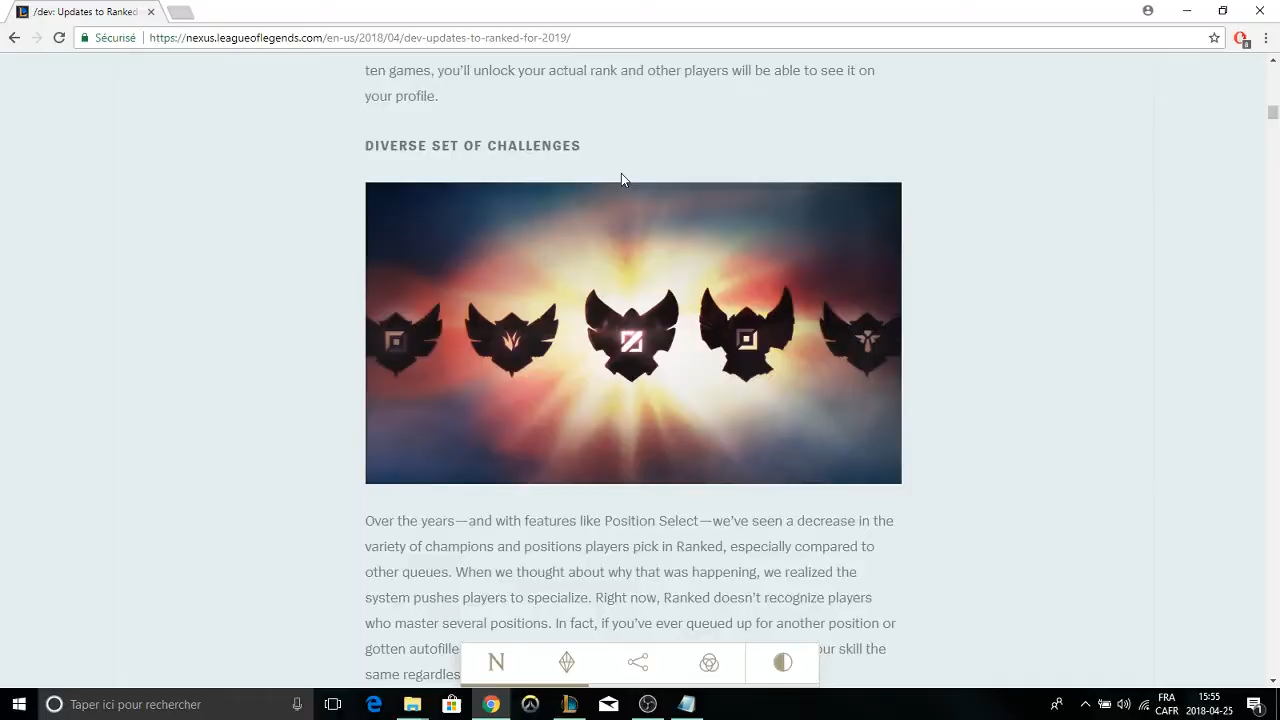 /dev: Updates to Ranked
Sécurisé
https://nexus.leagueoflegends.com/en-us/2018/04/dev-updates-to-ranked-for-2019/
ten games, you’ll unlock your actual rank and other players will be able to see it on
your profile.
DIVERSE SET OF CHALLENGES
Over the years—and with features like Position Select—we’ve seen a decrease in the
variety of champions and positions players pick in Ranked, especially compared to
other queues. When we thought about why that was happening, we realized the
system pushes players to specialize. Right now, Ranked doesn’t recognize players
who master several positions. In fact, if you’ve ever queued up for another position or
gotten autofille
our skill the
same regardles
N
Taper ici pour rechercher
FRA
CAFR
15:55
2018-04-25